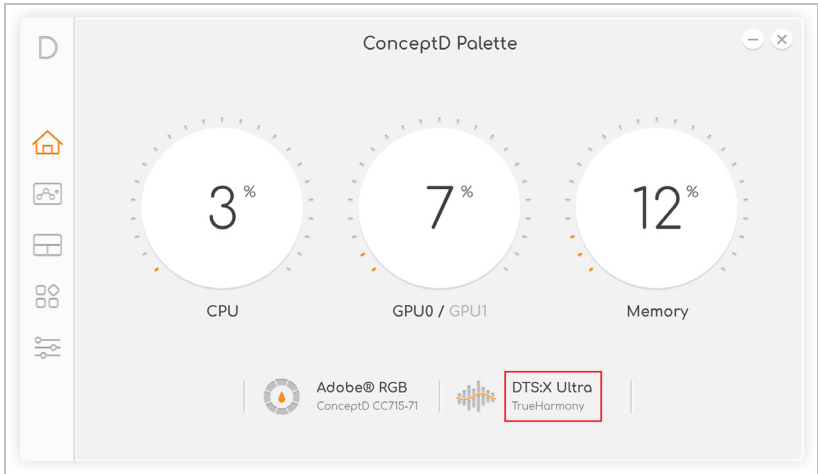 D
ConceptD Palette
3%
7%
12%
CPU
GPU0 / GPU1
Memory
Adobe® RGB
ConceptD CC715-71
DTS:X Ultra
TrueHarmony